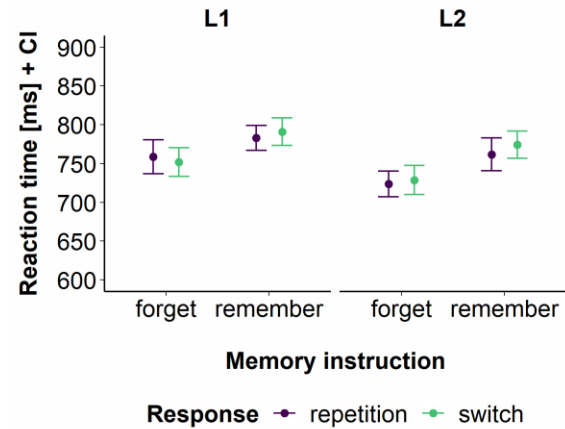 L1 L2
Reaction time [ms] + CI
900
850
800
750
700
650
600
forget remember forget remember
Memory instruction
Response repetition switch